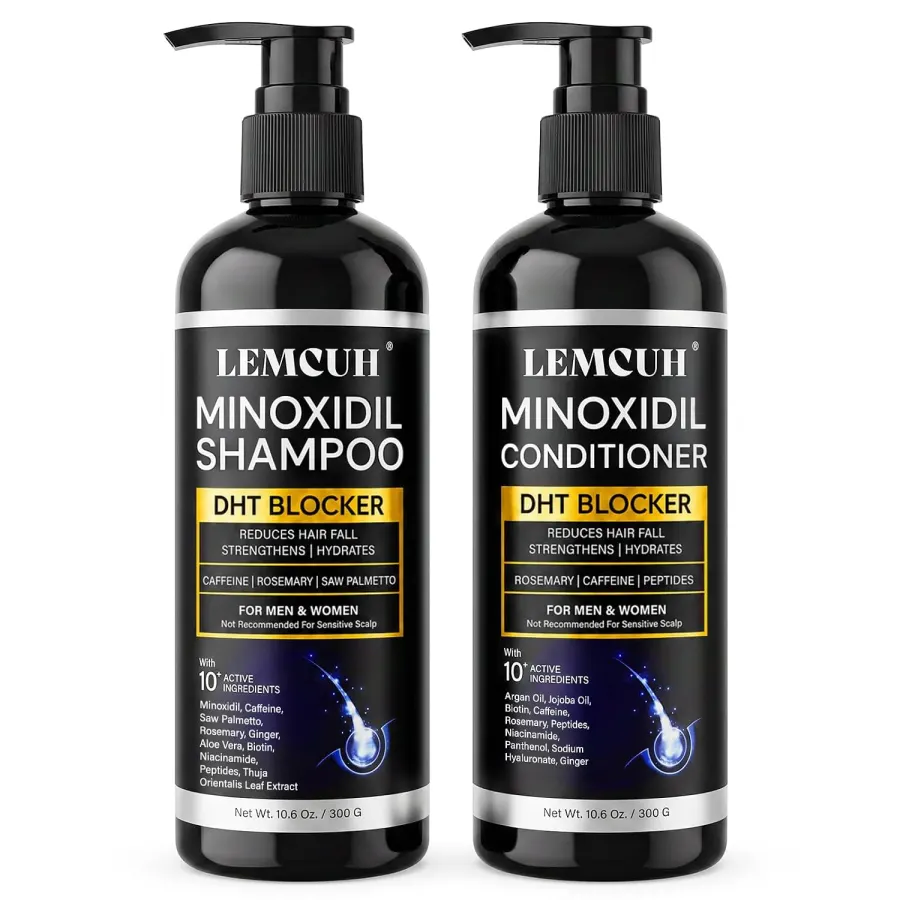 LEMCUH®
MINOXIDIL
SHAMPOO
DHT BLOCKER
REDUCES HAIR FALL
STRENGTHENS | HYDRATES
CAFFEINE | ROSEMARY | SAW PALMETTO
FOR MEN & WOMEN
Not Recommended For Sensitive Scalp
With
10+ ACTIVE
INGREDIENTS
Minoxidil, Caffeine,
Saw Palmetto,
Rosemary, Ginger,
Aloe Vera, Biotin,
Niacinamide,
Peptides, Thuja
Orientalis Leaf Extract
Net Wt. 10.6 Oz. / 300 G
LEMCUH®
MINOXIDIL
CONDITIONER
DHT BLOCKER
REDUCES HAIR FALL
STRENGTHENS | HYDRATES
ROSEMARY | CAFFEINE | PEPTIDES
FOR MEN & WOMEN
Not Recommended For Sensitive Scalp
With
10+ ACTIVE
INGREDIENTS
Argan Oil, Jojoba Oil,
Biotin, Caffeine,
Rosemary, Peptides,
Niacinamide,
Panthenol, Sodium
Hyaluronate, Ginger
Net Wt. 10.6 Oz. / 300 G